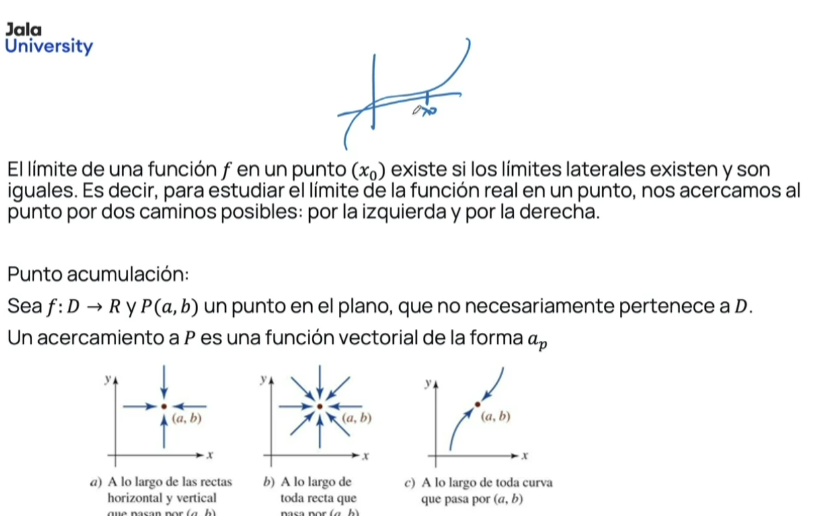 Jala
University
x₀
El límite de una función f en un punto (x₀) existe si los límites laterales existen y son
iguales. Es decir, para estudiar el límite de la función real en un punto, nos acercamos al
punto por dos caminos posibles: por la izquierda y por la derecha.
Punto acumulación:
Sea f: D → R y P(a, b) un punto en el plano, que no necesariamente pertenece a D.
Un acercamiento a P es una función vectorial de la forma aₚ
y
(a, b)
x
y
(a, b)
x
y
(a, b)
x
a) A lo largo de las rectas
horizontal y vertical
que pasan por (a, b)
b) A lo largo de
toda recta que
pasa por (a, b)
c) A lo largo de toda curva
que pasa por (a, b)